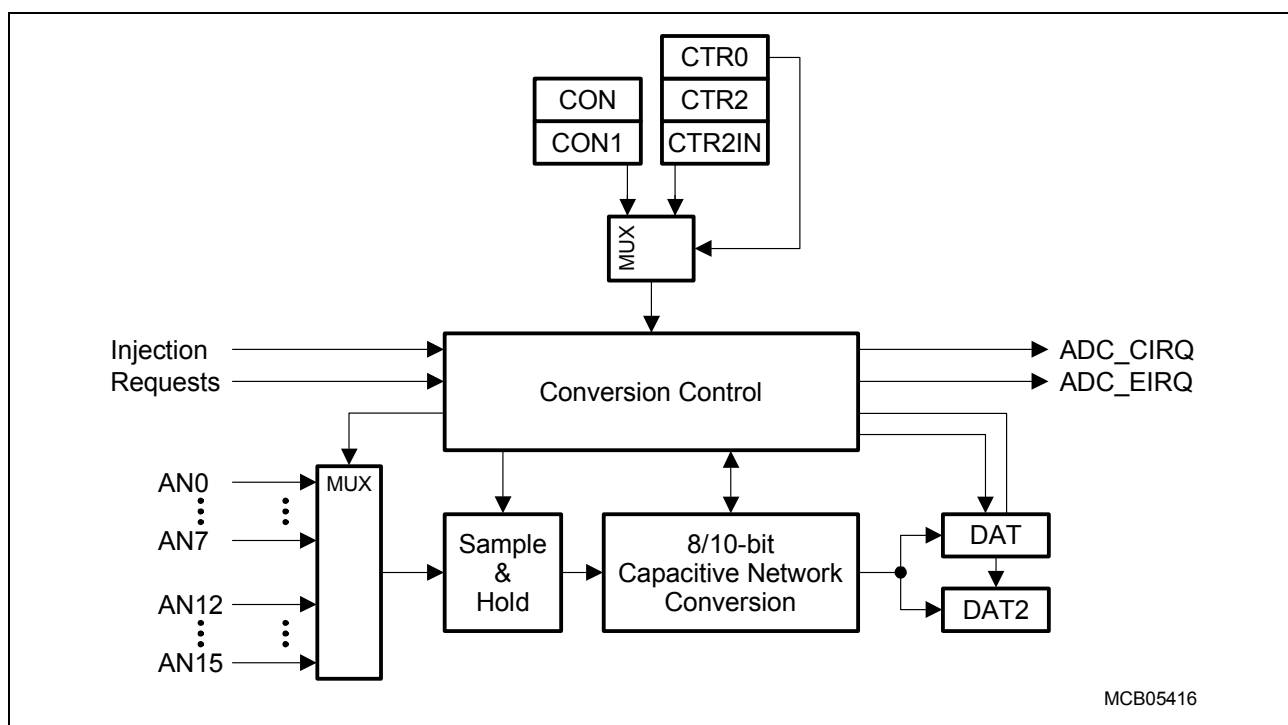 CTR0
CON
CTR2
CON1
CTR2IN
MUX
Injection
Requests
Conversion Control
ADC_CIRQ
ADC_EIRQ
AN0
MUX
AN7
AN12
AN15
Sample
&
Hold
8/10-bit
Capacitive Network
Conversion
DAT
DAT2
MCB05416